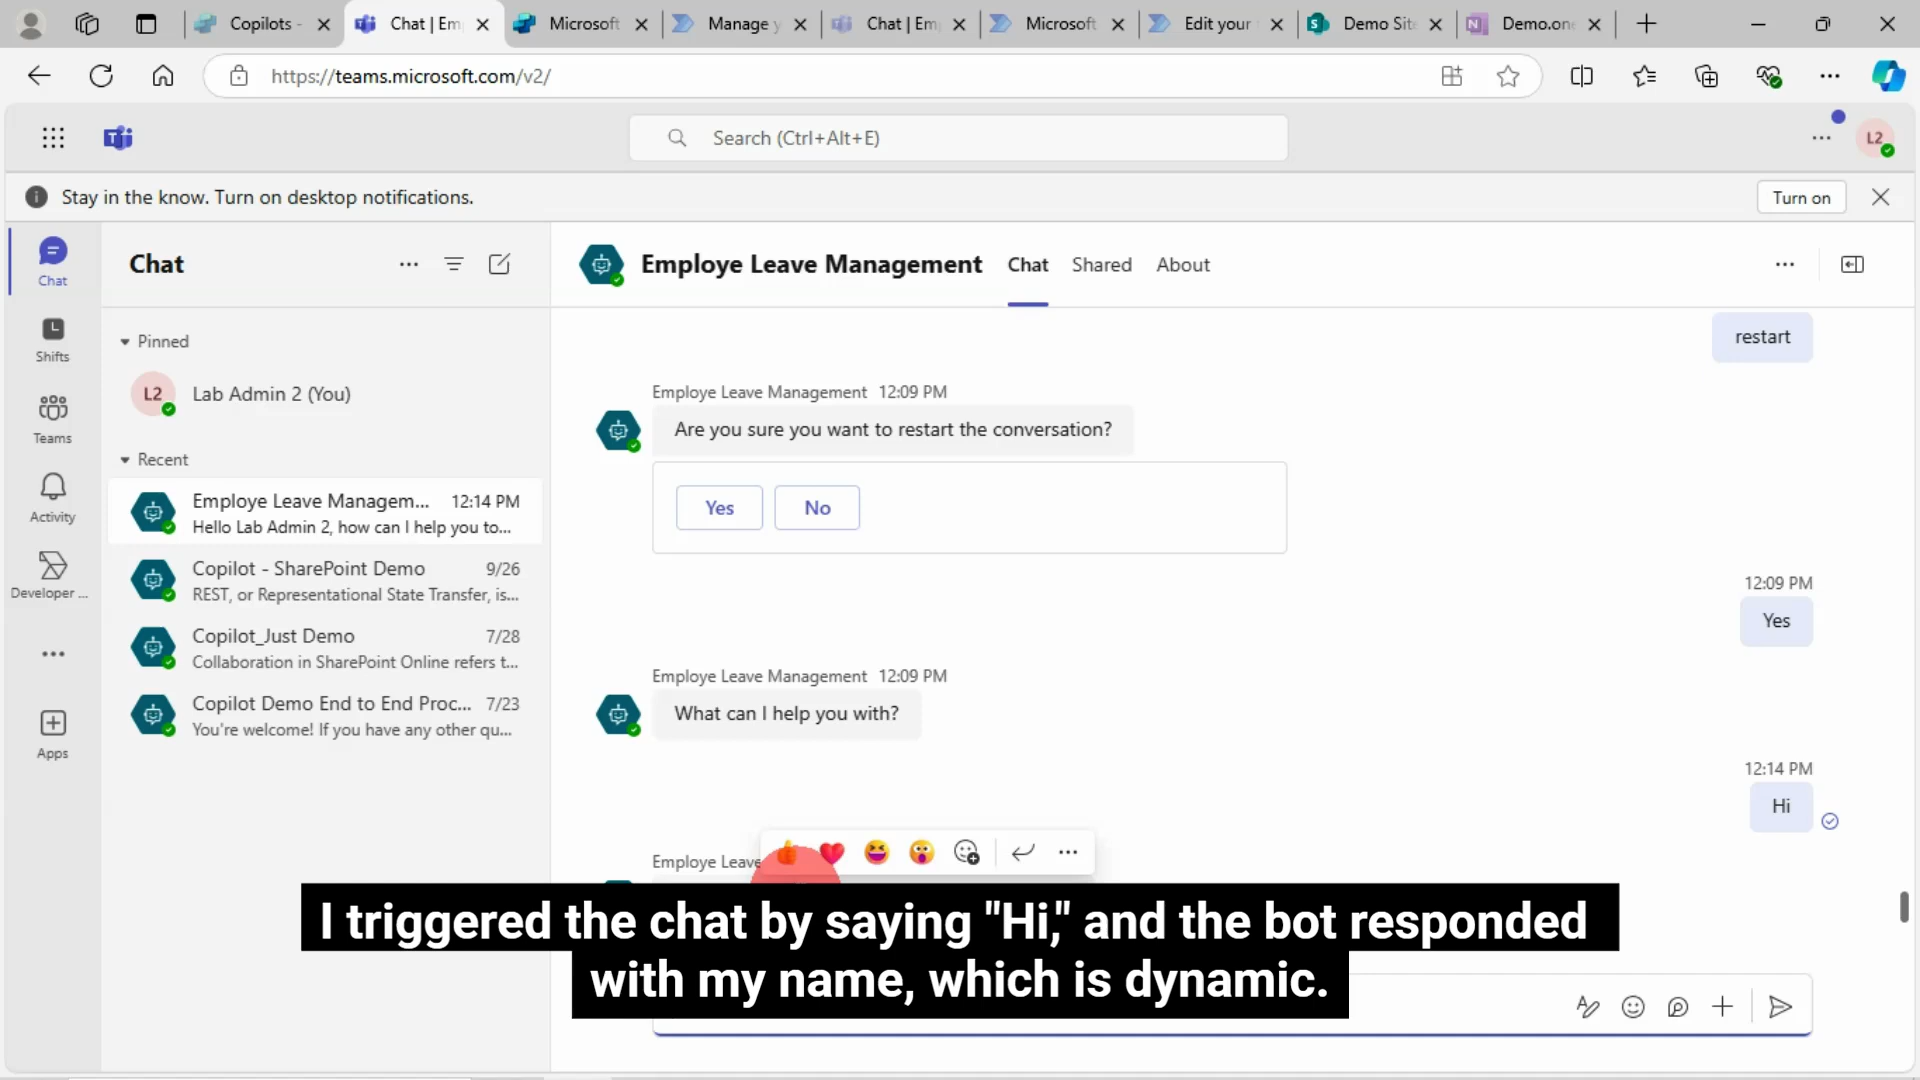 Copilots -
Chat | Em
Microsoft
Manage y
Chat | Em
Microsoft
Edit your
Demo Site
Demo.one
https://teams.microsoft.com/v2/
Search (Ctrl+Alt+E)
L2
Stay in the know. Turn on desktop notifications.
Turn on
Chat
Shifts
Teams
Activity
Developer ...
Apps
Chat
Pinned
L2
Lab Admin 2 (You)
Recent
Employe Leave Managem... 12:14 PM
Hello Lab Admin 2, how can I help you to...
Copilot - SharePoint Demo 9/26
REST, or Representational State Transfer, is...
Copilot_Just Demo 7/28
Collaboration in SharePoint Online refers t...
Copilot Demo End to End Proc... 7/23
You're welcome! If you have any other qu...
Employe Leave Management
Chat
Shared
About
restart
Employe Leave Management 12:09 PM
Are you sure you want to restart the conversation?
Yes
No
12:09 PM
Yes
Employe Leave Management 12:09 PM
What can I help you with?
12:14 PM
Hi
Employe Leave
I triggered the chat by saying "Hi," and the bot responded
with my name, which is dynamic.